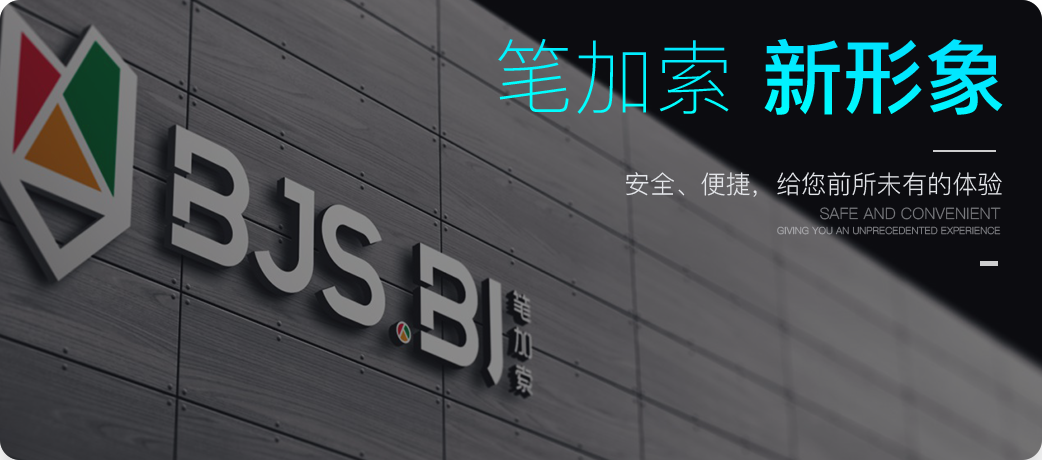 笔加索 新形象
安全、便捷，给您前所未有的体验
SAFE AND CONVENIENT
GIVING YOU AN UNPRECEDENTED EXPERIENCE
BJS.BJ
笔加索